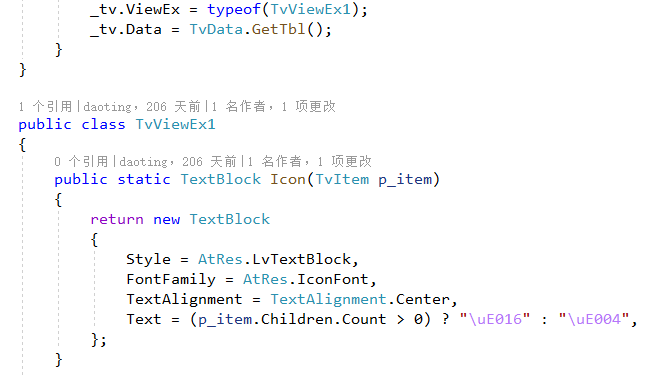 _tv.ViewEx = typeof(TvViewEx1);
_tv.Data = TvData.GetTbl();
}
}
1 个引用|daoting，206 天前|1 名作者，1 项更改
public class TvViewEx1
{
0 个引用|daoting，206 天前|1 名作者，1 项更改
public static TextBlock Icon(TvItem p_item)
{
return new TextBlock
{
Style = AtRes.LvTextBlock,
FontFamily = AtRes.IconFont,
TextAlignment = TextAlignment.Center,
Text = (p_item.Children.Count > 0) ? "\uE016" : "\uE004",
};
}